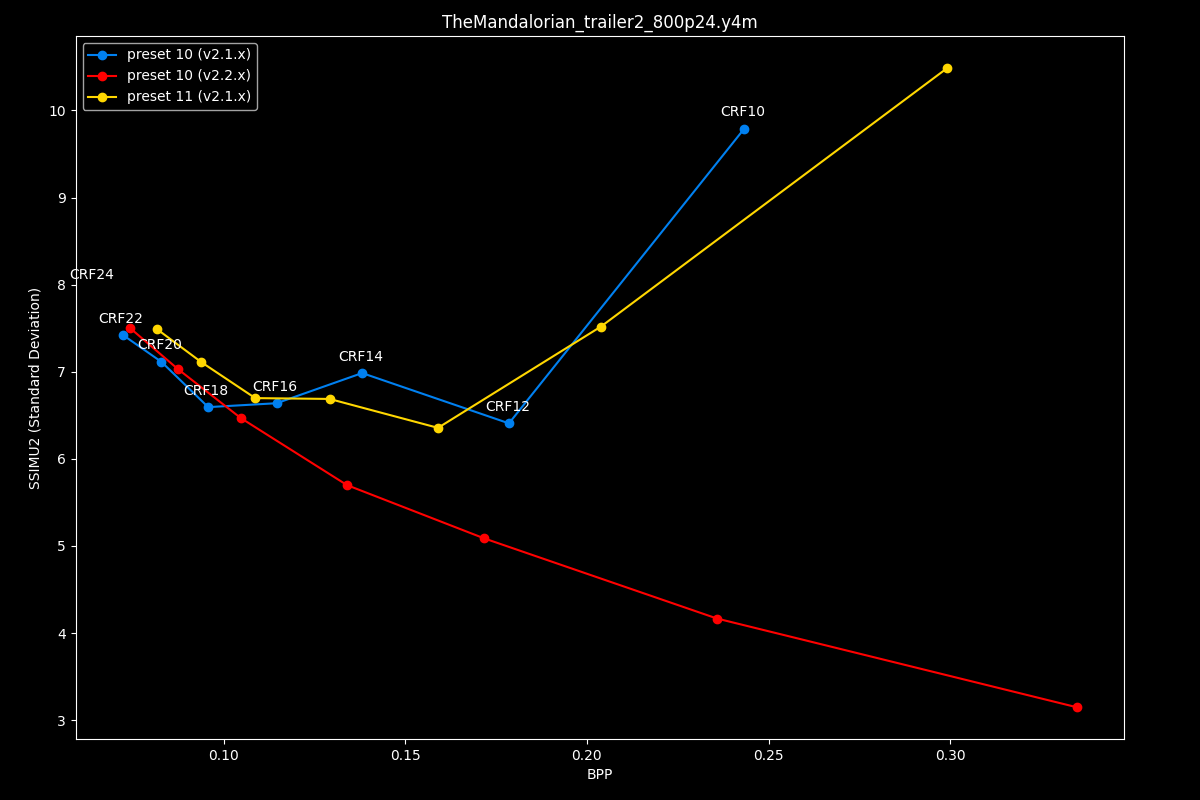 TheMandalorian_trailer2_800p24.y4m
preset 10 (v2.1.x)
preset 10 (v2.2.x)
preset 11 (v2.1.x)
CRF10
CRF24
CRF22
CRF20
CRF14
CRF18
CRF16
CRF12
SSIMU2 (Standard Deviation)
10
9
8
7
6
5
4
3
0.10
0.15
0.20
0.25
0.30
BPP